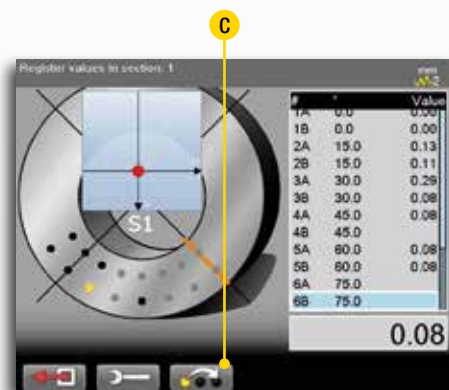 C
Register values in section. 1
mm
2
# ° Value
1A 0.0 0.00
1B 0.0 0.00
2A 15.0 0.13
2B 15.0 0.11
3A 30.0 0.29
3B 30.0 0.08
4A 45.0 0.08
4B 45.0
5A 60.0 0.08
5B 60.0 0.08
6A 75.0
6B 75.0
S1
0.08